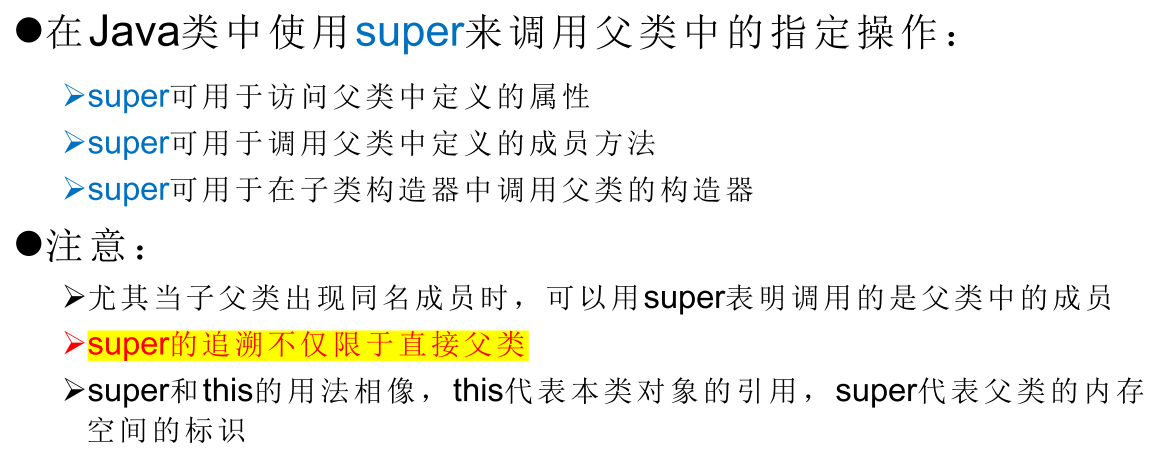 ●在Java类中使用super来调用父类中的指定操作：
➢super可用于访问父类中定义的属性
➢super可用于调用父类中定义的成员方法
➢super可用于在子类构造器中调用父类的构造器
●注意：
➢尤其当子父类出现同名成员时，可以用super表明调用的是父类中的成员
➢super的追溯不仅限于直接父类
➢super和this的用法相像，this代表本类对象的引用，super代表父类的内存
空间的标识